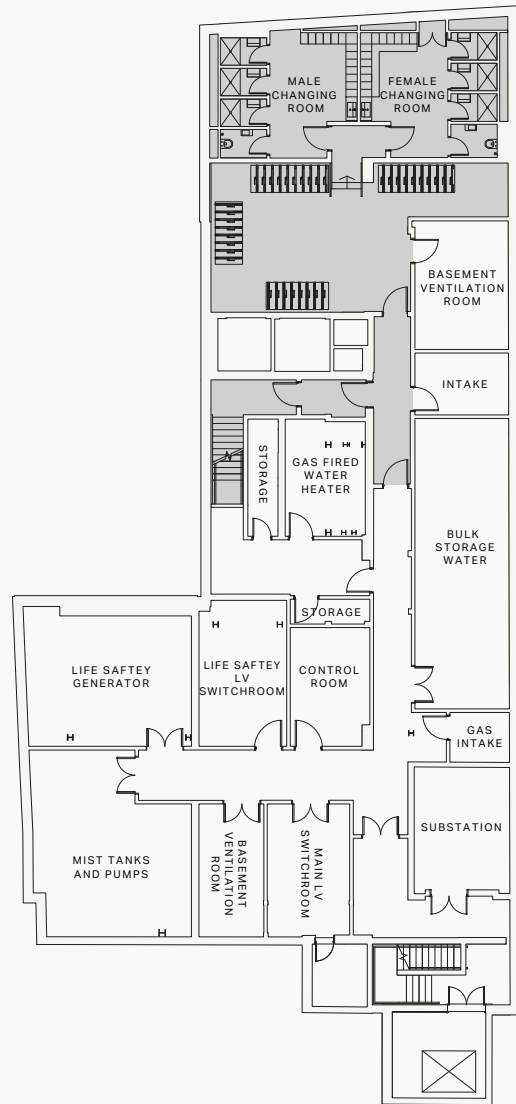 MALE
CHANGING
ROOM
FEMALE
CHANGING
ROOM
BASEMENT
VENTILATION
ROOM
INTAKE
STORAGE
GAS FIRED
WATER
HEATER
BULK
STORAGE
WATER
STORAGE
LIFE SAFTEY
GENERATOR
LIFE SAFTEY
LV
SWITCHROOM
CONTROL
ROOM
GAS
INTAKE
SUBSTATION
MIST TANKS
AND PUMPS
BASEMENT
VENTILATION
ROOM
MAIN LV
SWITCHROOM